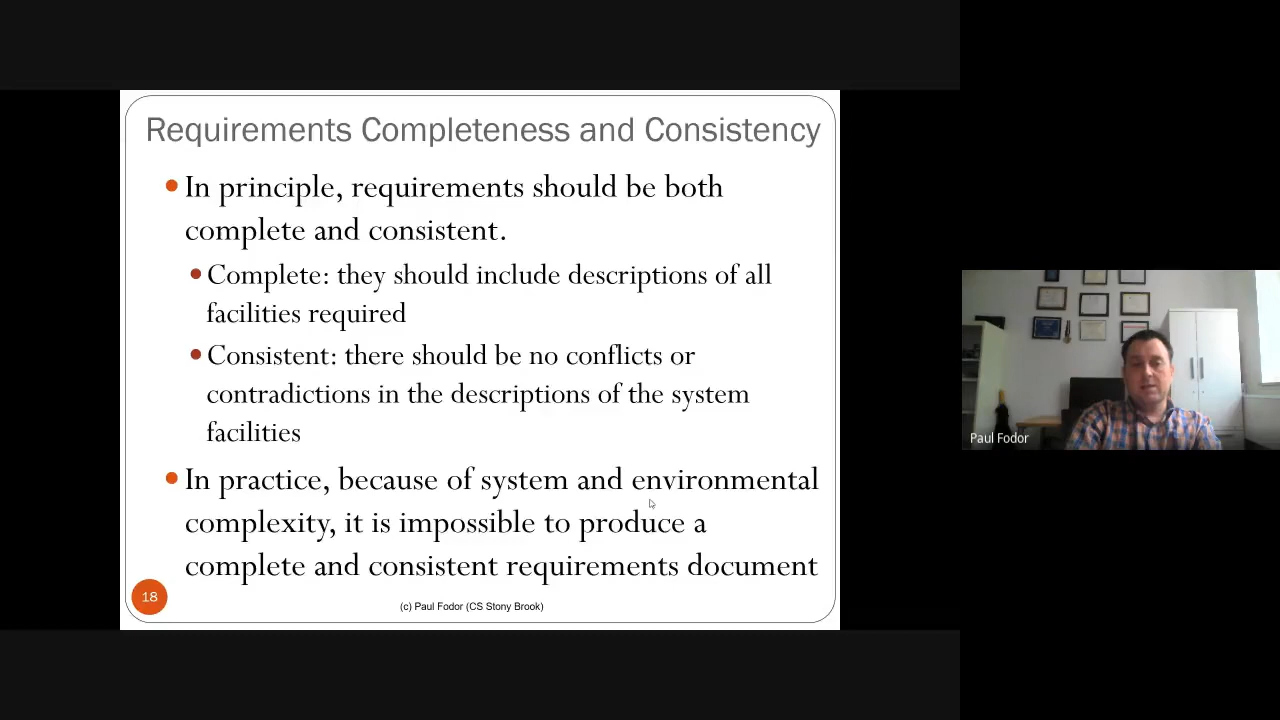 Requirements Completeness and Consistency
• In principle, requirements should be both
complete and consistent.
• Complete: they should include descriptions of all
facilities required
• Consistent: there should be no conflicts or
contradictions in the descriptions of the system
facilities
• In practice, because of system and environmental
complexity, it is impossible to produce a
complete and consistent requirements document
18
(c) Paul Fodor (CS Stony Brook)
Paul Fodor